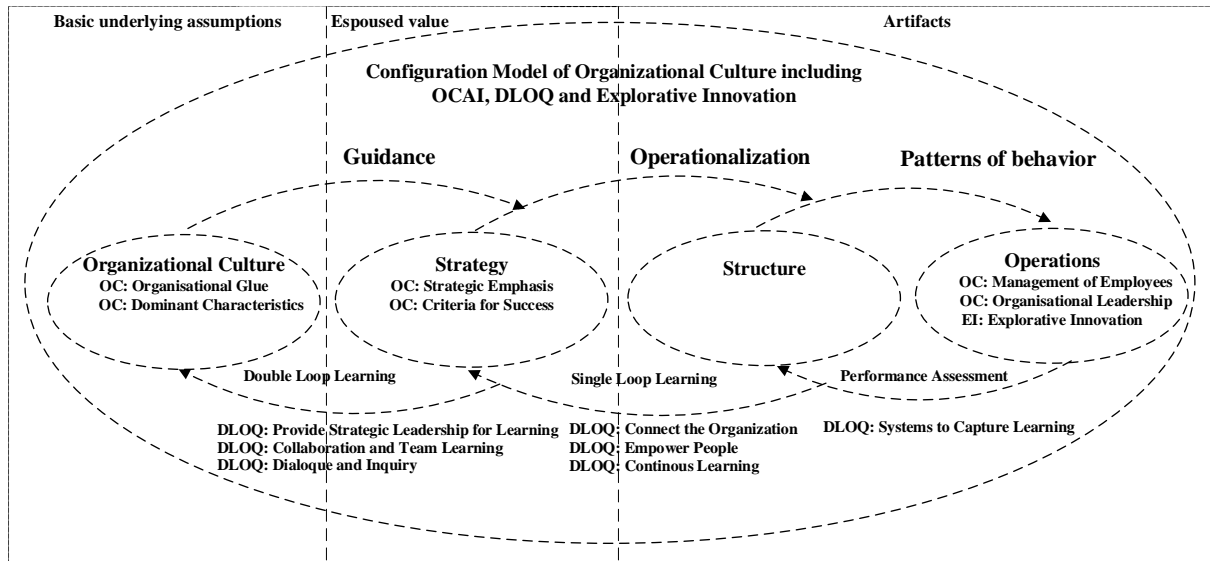 Basic underlying assumptions
Espoused value
Artifacts
Configuration Model of Organizational Culture including
OCAI, DLOQ and Explorative Innovation
Guidance
Operationalization
Patterns of behavior
Organizational Culture
OC: Organisational Glue
OC: Dominant Characteristics
Strategy
OC: Strategic Emphasis
OC: Criteria for Success
Structure
Operations
OC: Management of Employees
OC: Organisational Leadership
EI: Explorative Innovation
Double Loop Learning
Single Loop Learning
Performance Assessment
DLOQ: Provide Strategic Leadership for Learning
DLOQ: Collaboration and Team Learning
DLOQ: Dialoque and Inquiry
DLOQ: Connect the Organization
DLOQ: Empower People
DLOQ: Continous Learning
DLOQ: Systems to Capture Learning